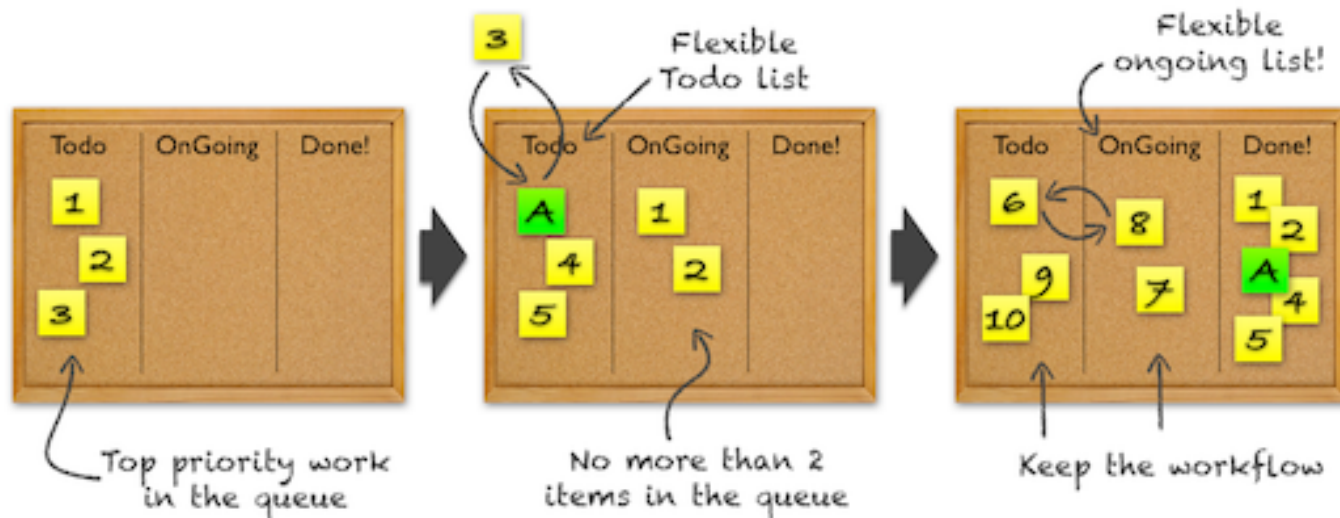 3
Flexible
Todo list
Flexible
ongoing list!
Todo OnGoing Done!
1
2
3
Todo OnGoing Done!
A 1
4 2
5
Todo OnGoing Done!
6 8 1
2
9 7 A
10 4
5
Top priority work
in the queue
No more than 2
items in the queue
Keep the workflow